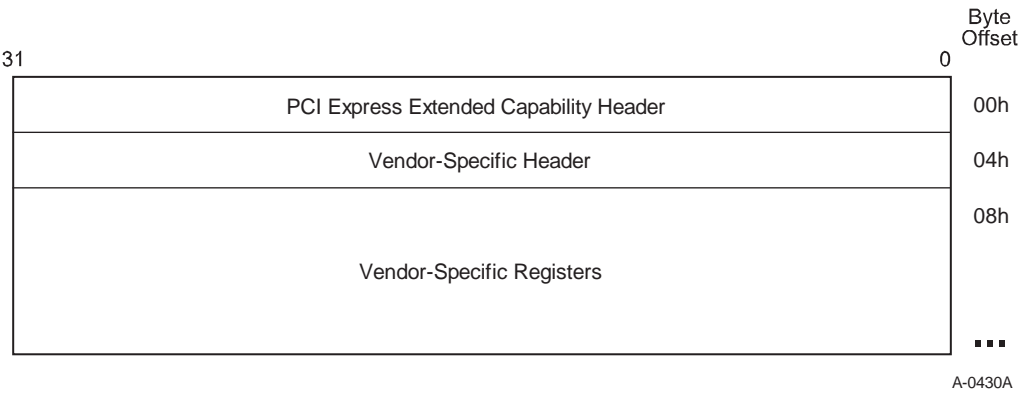 Byte
Offset
31 0
PCI Express Extended Capability Header 00h
Vendor-Specific Header 04h
08h
Vendor-Specific Registers
...
A-0430A